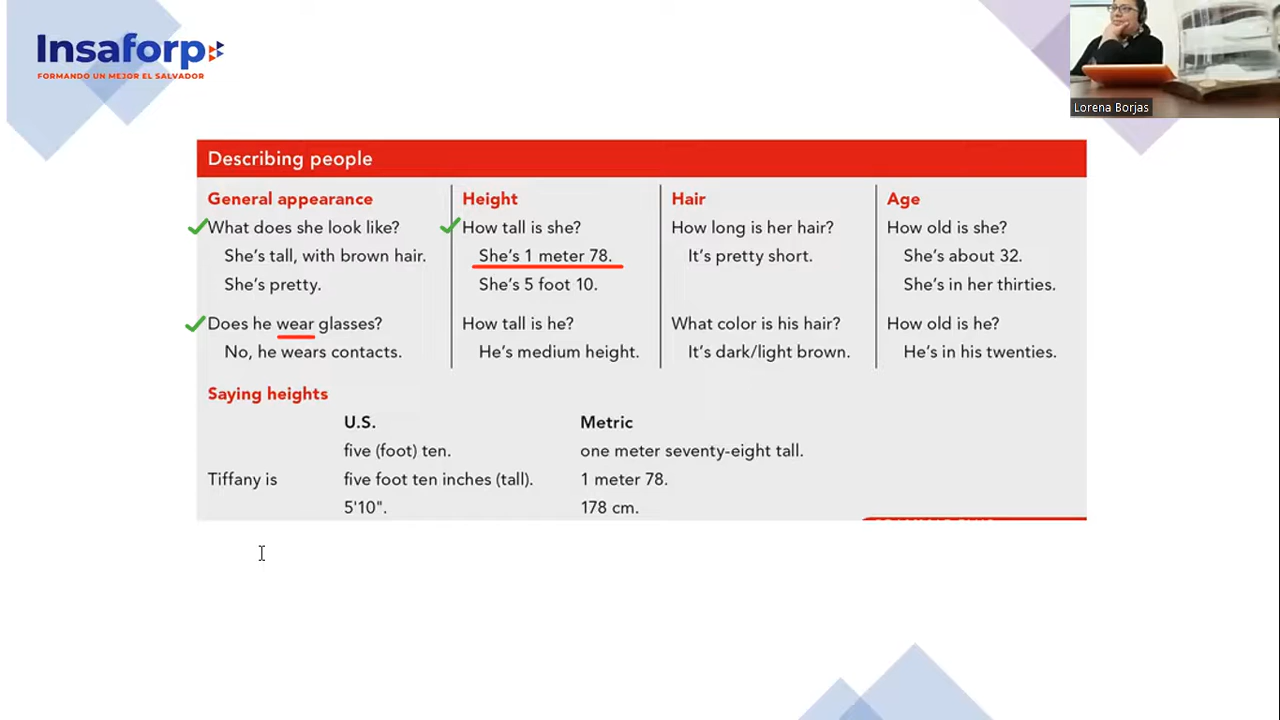 Insaforp
FORMANDO UN MEJOR EL SALVADOR
Lorena Borjas
Describing people
General appearance
What does she look like?
She's tall, with brown hair.
She's pretty.
Does he wear glasses?
No, he wears contacts.
Height
How tall is she?
She's 1 meter 78.
She's 5 foot 10.
How tall is he?
He's medium height.
Hair
How long is her hair?
It's pretty short.
What color is his hair?
It's dark/light brown.
Age
How old is she?
She's about 32.
She's in her thirties.
How old is he?
He's in his twenties.
Saying heights
U.S. Metric
five (foot) ten. one meter seventy-eight tall.
Tiffany is five foot ten inches (tall). 1 meter 78.
5'10". 178 cm.